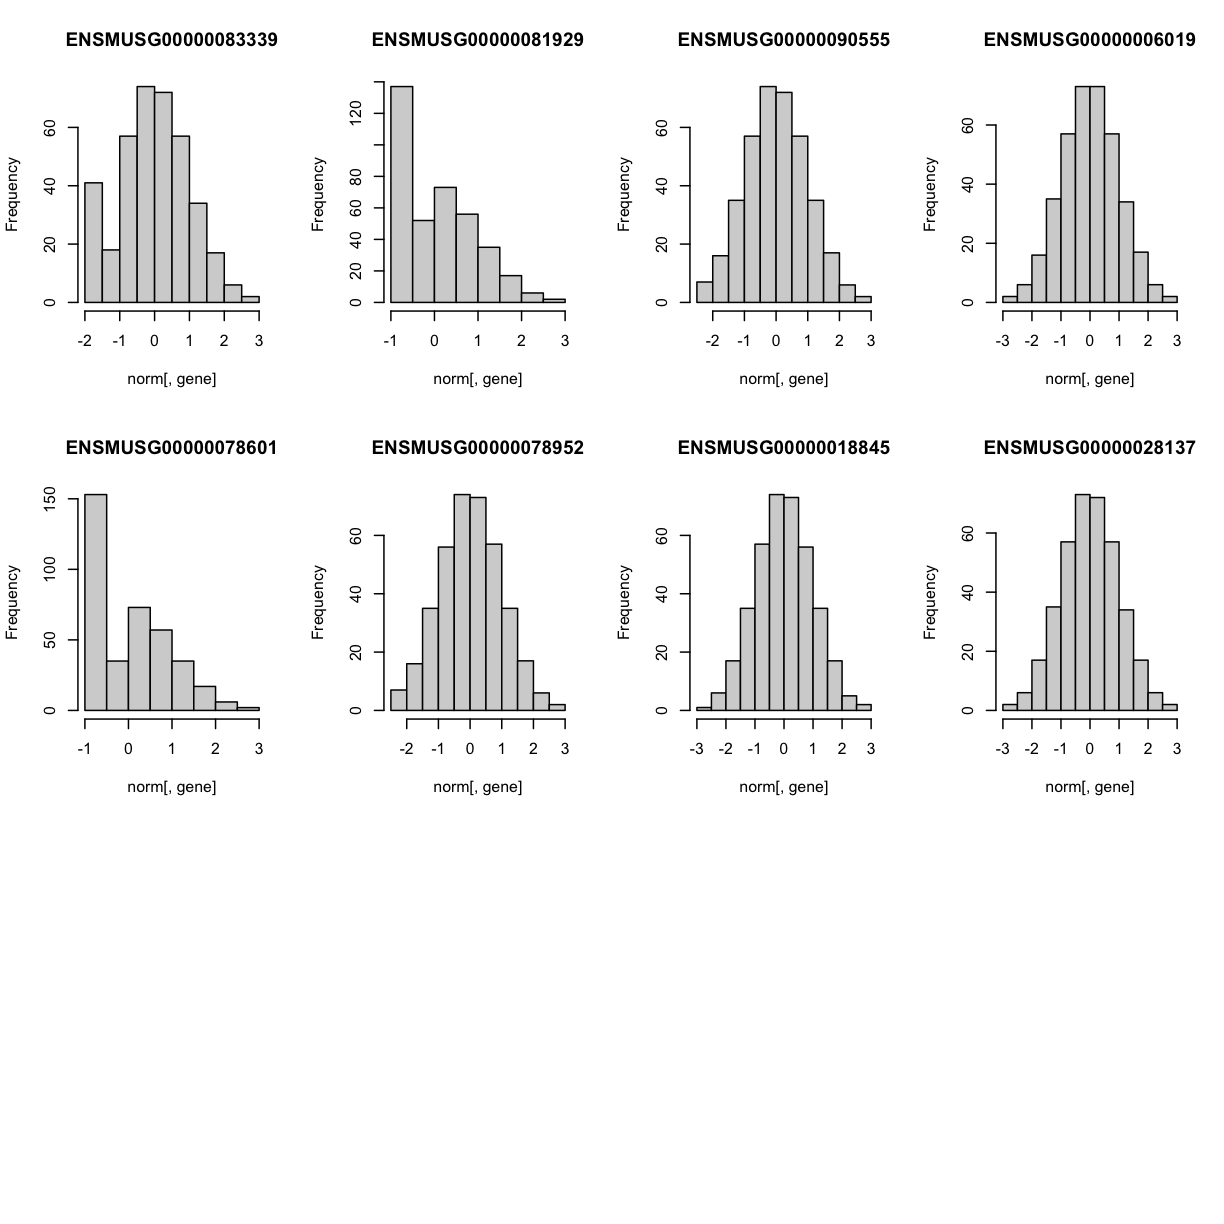 ENSMUSG00000083339
Frequency
0 20 40 60
-2 -1 0 1 2 3
norm[, gene]
ENSMUSG00000081929
Frequency
0 20 40 60 80 120
-1 0 1 2 3
norm[, gene]
ENSMUSG00000090555
Frequency
0 20 40 60
-2 -1 0 1 2 3
norm[, gene]
ENSMUSG00000006019
Frequency
0 20 40 60
-3 -2 -1 0 1 2 3
norm[, gene]
ENSMUSG00000078601
Frequency
0 50 100 150
-1 0 1 2 3
norm[, gene]
ENSMUSG00000078952
Frequency
0 20 40 60
-2 -1 0 1 2 3
norm[, gene]
ENSMUSG00000018845
Frequency
0 20 40 60
-3 -2 -1 0 1 2 3
norm[, gene]
ENSMUSG00000028137
Frequency
0 20 40 60
-3 -2 -1 0 1 2 3
norm[, gene]